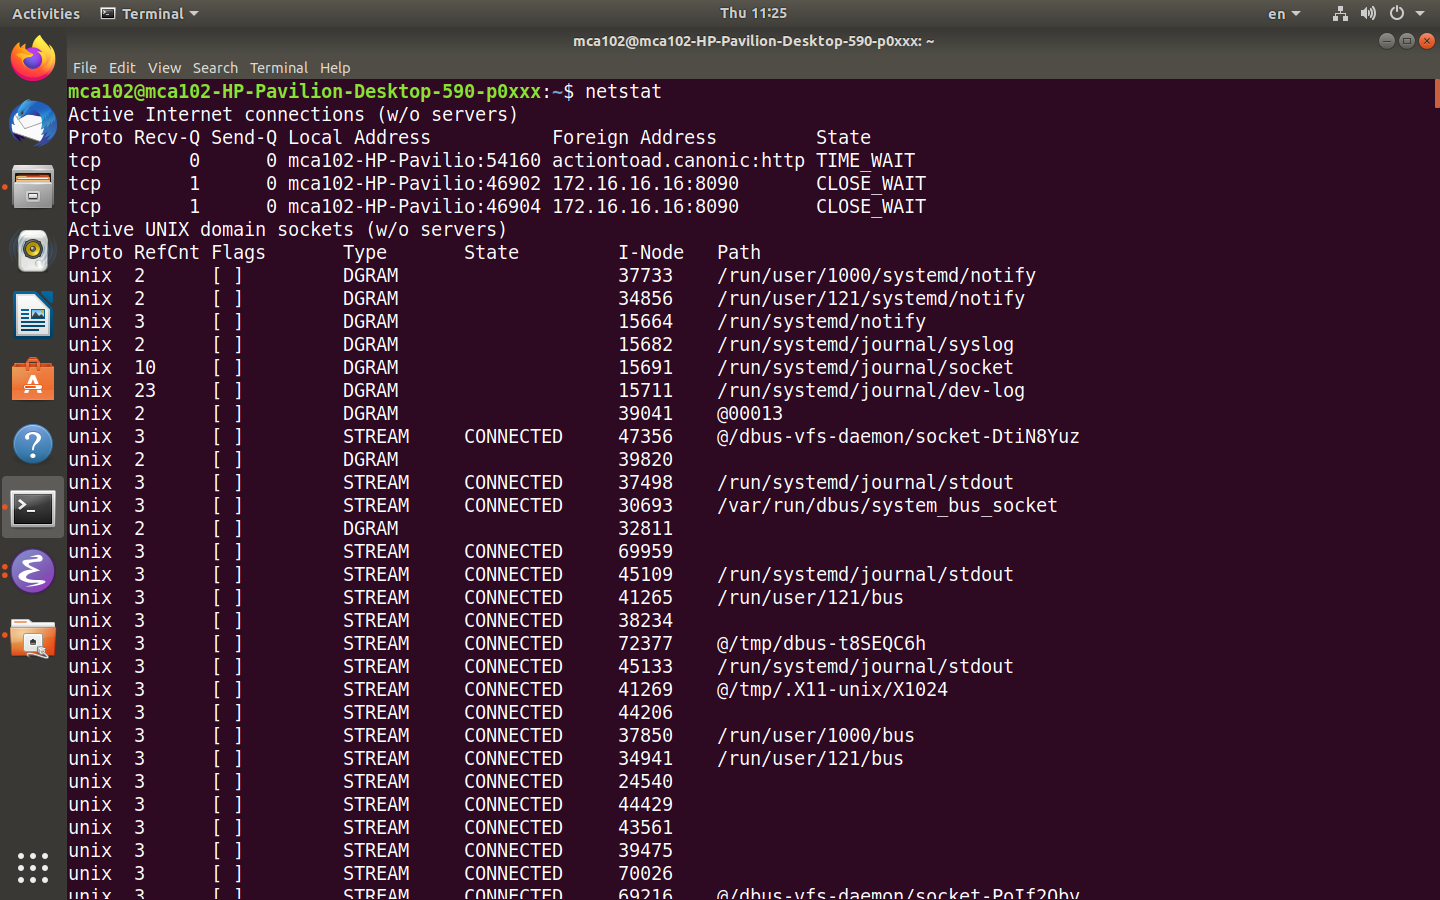 Activities Terminal Thu 11:25 en
mca102@mca102-HP-Pavilion-Desktop-590-p0xxx: ~
File Edit View Search Terminal Help
mca102@mca102-HP-Pavilion-Desktop-590-p0xxx:~$ netstat
Active Internet connections (w/o servers)
Proto Recv-Q Send-Q Local Address           Foreign Address         State
tcp        0      0 mca102-HP-Pavilio:54160 actiontoad.canonic:http TIME_WAIT
tcp        1      0 mca102-HP-Pavilio:46902 172.16.16.16:8090       CLOSE_WAIT
tcp        1      0 mca102-HP-Pavilio:46904 172.16.16.16:8090       CLOSE_WAIT
Active UNIX domain sockets (w/o servers)
Proto RefCnt Flags       Type       State         I-Node   Path
unix  2      [ ]         DGRAM                    37733    /run/user/1000/systemd/notify
unix  2      [ ]         DGRAM                    34856    /run/user/121/systemd/notify
unix  3      [ ]         DGRAM                    15664    /run/systemd/notify
unix  2      [ ]         DGRAM                    15682    /run/systemd/journal/syslog
unix  10     [ ]         DGRAM                    15691    /run/systemd/journal/socket
unix  23     [ ]         DGRAM                    15711    /run/systemd/journal/dev-log
unix  2      [ ]         DGRAM                    39041    @00013
unix  3      [ ]         STREAM     CONNECTED     47356    @/dbus-vfs-daemon/socket-DtiN8Yuz
unix  2      [ ]         DGRAM                    39820
unix  3      [ ]         STREAM     CONNECTED     37498    /run/systemd/journal/stdout
unix  3      [ ]         STREAM     CONNECTED     30693    /var/run/dbus/system_bus_socket
unix  2      [ ]         DGRAM                    32811
unix  3      [ ]         STREAM     CONNECTED     69959
unix  3      [ ]         STREAM     CONNECTED     45109    /run/systemd/journal/stdout
unix  3      [ ]         STREAM     CONNECTED     41265    /run/user/121/bus
unix  3      [ ]         STREAM     CONNECTED     38234
unix  3      [ ]         STREAM     CONNECTED     72377    @/tmp/dbus-t8SEQC6h
unix  3      [ ]         STREAM     CONNECTED     45133    /run/systemd/journal/stdout
unix  3      [ ]         STREAM     CONNECTED     41269    @/tmp/.X11-unix/X1024
unix  3      [ ]         STREAM     CONNECTED     44206
unix  3      [ ]         STREAM     CONNECTED     37850    /run/user/1000/bus
unix  3      [ ]         STREAM     CONNECTED     34941    /run/user/121/bus
unix  3      [ ]         STREAM     CONNECTED     24540
unix  3      [ ]         STREAM     CONNECTED     44429
unix  3      [ ]         STREAM     CONNECTED     43561
unix  3      [ ]         STREAM     CONNECTED     39475
unix  3      [ ]         STREAM     CONNECTED     70026
unix  3      [ ]         STREAM     CONNECTED     69216